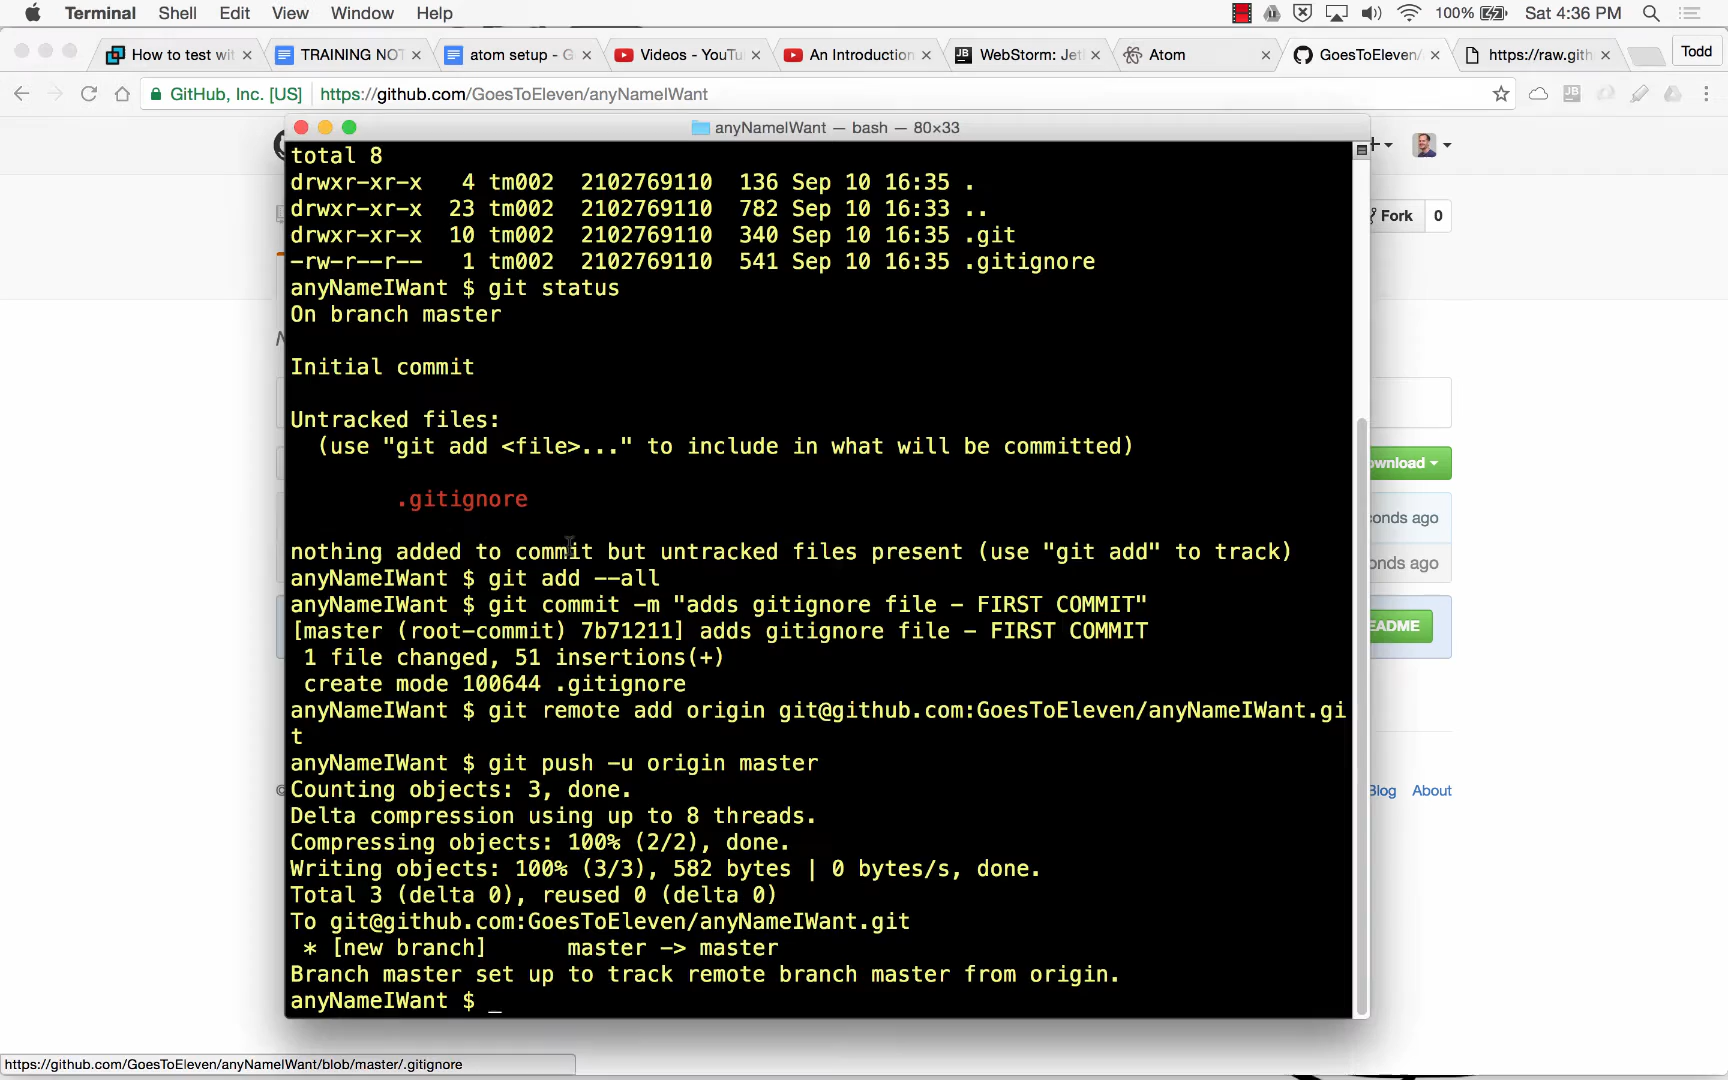 Terminal Shell Edit View Window Help 100% Sat 4:36 PM
How to test wit TRAINING NOT atom setup - G Videos - YouTu An Introduction WebStorm: Jet Atom GoesToEleven/ https://raw.gith Todd
GitHub, Inc. [US] https://github.com/GoesToEleven/anyNameIWant
anyNameIWant — bash — 80×33
total 8
drwxr-xr-x 4 tm002 2102769110 136 Sep 10 16:35 .
drwxr-xr-x 23 tm002 2102769110 782 Sep 10 16:33 ..
Fork 0
drwxr-xr-x 10 tm002 2102769110 340 Sep 10 16:35 .git
-rw-r--r-- 1 tm002 2102769110 541 Sep 10 16:35 .gitignore
anyNameIWant $ git status
On branch master
Initial commit
Untracked files:
(use "git add <file>..." to include in what will be committed)
ownload
.gitignore
onds ago
nothing added to commit but untracked files present (use "git add" to track)
onds ago
anyNameIWant $ git add --all
anyNameIWant $ git commit -m "adds gitignore file - FIRST COMMIT"
[master (root-commit) 7b71211] adds gitignore file - FIRST COMMIT
EADME
1 file changed, 51 insertions(+)
create mode 100644 .gitignore
anyNameIWant $ git remote add origin git@github.com:GoesToEleven/anyNameIWant.gi
t
anyNameIWant $ git push -u origin master
Counting objects: 3, done.
Blog About
Delta compression using up to 8 threads.
Compressing objects: 100% (2/2), done.
Writing objects: 100% (3/3), 582 bytes | 0 bytes/s, done.
Total 3 (delta 0), reused 0 (delta 0)
To git@github.com:GoesToEleven/anyNameIWant.git
* [new branch] master -> master
Branch master set up to track remote branch master from origin.
anyNameIWant $ _
https://github.com/GoesToEleven/anyNameIWant/blob/master/.gitignore